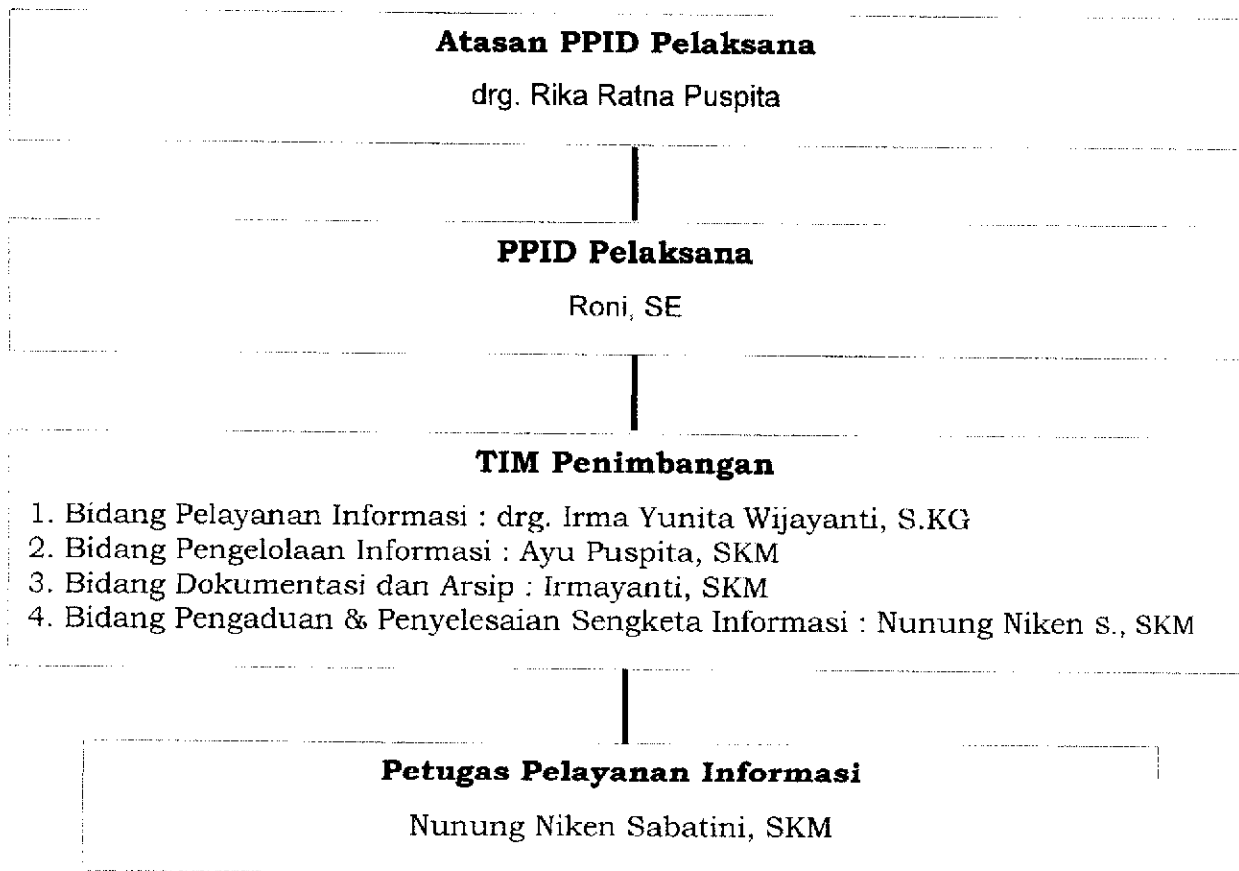 Atasan PPID Pelaksana
drg. Rika Ratna Puspita
PPID Pelaksana
Roni, SE
TIM Penimbangan
1. Bidang Pelayanan Informasi : drg. Irma Yunita Wijayanti, S.KG
2. Bidang Pengelolaan Informasi : Ayu Puspita, SKM
3. Bidang Dokumentasi dan Arsip : Irmayanti, SKM
4. Bidang Pengaduan & Penyelesaian Sengketa Informasi : Nunung Niken S., SKM
Petugas Pelayanan Informasi
Nunung Niken Sabatini, SKM